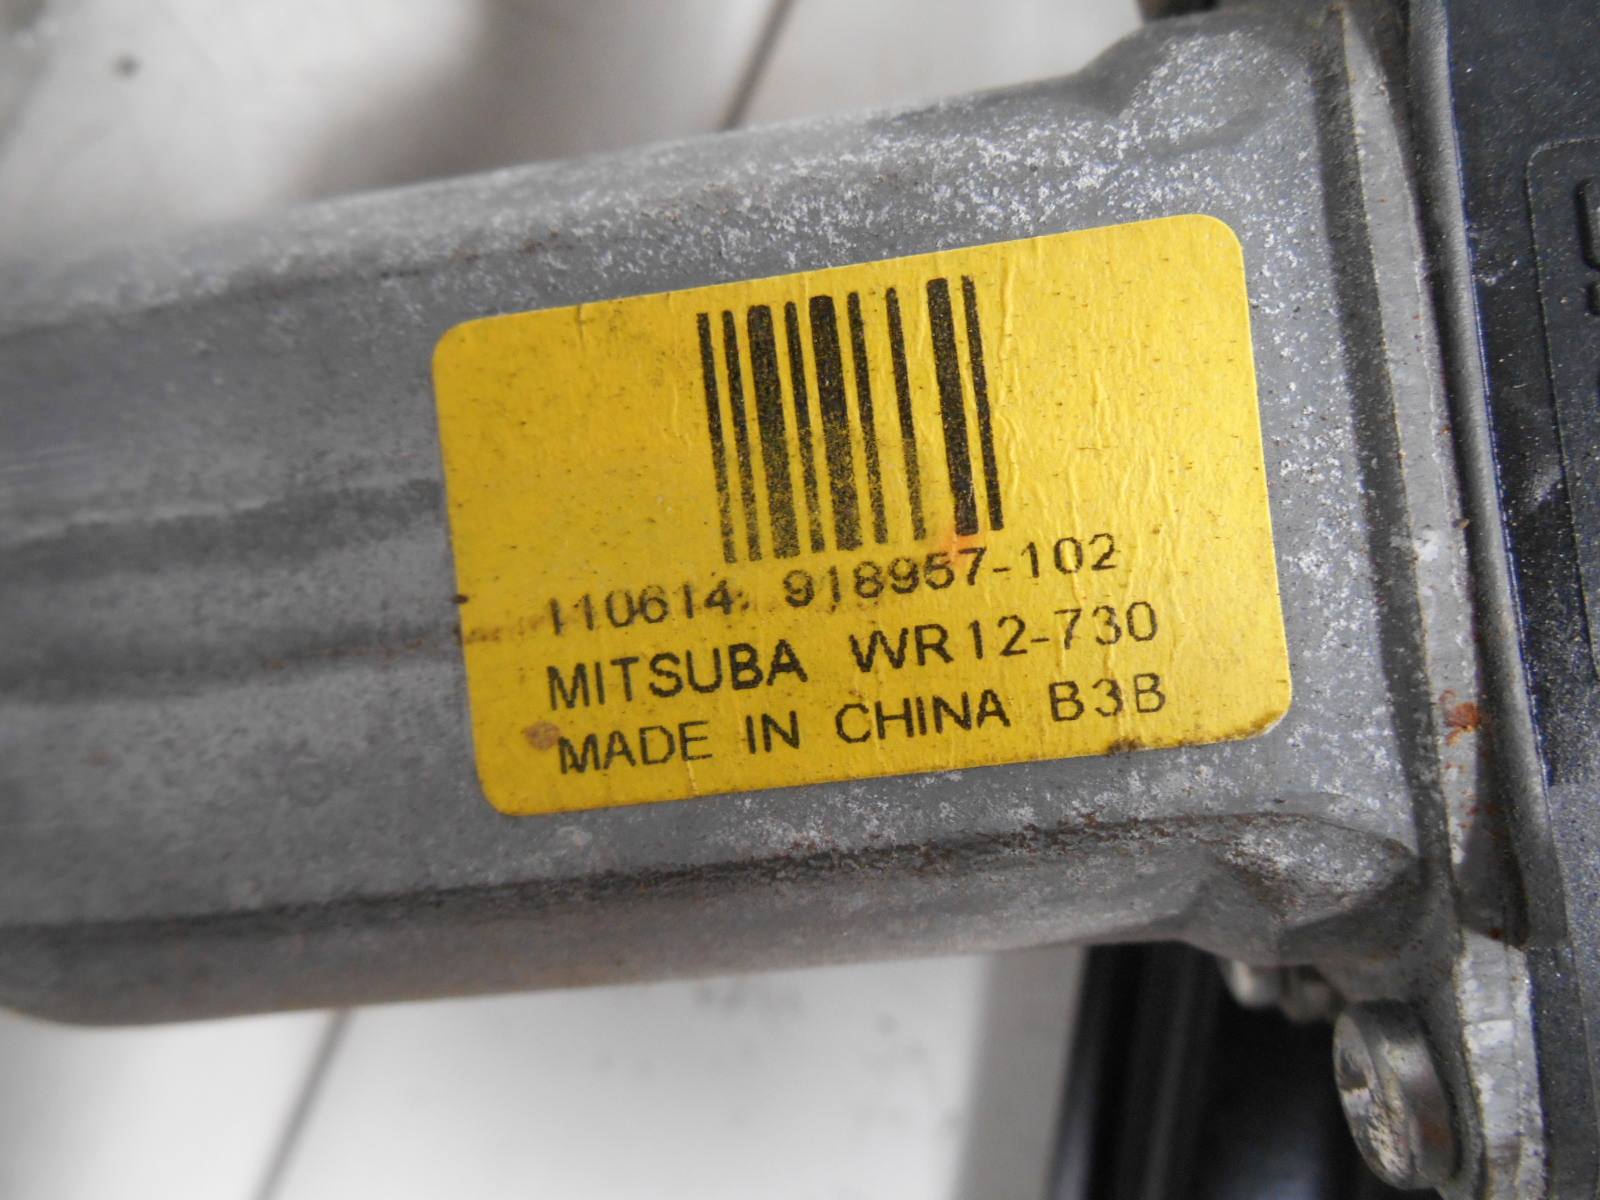 110614 918957-102
MITSUBA WR12-730
MADE IN CHINA B3B